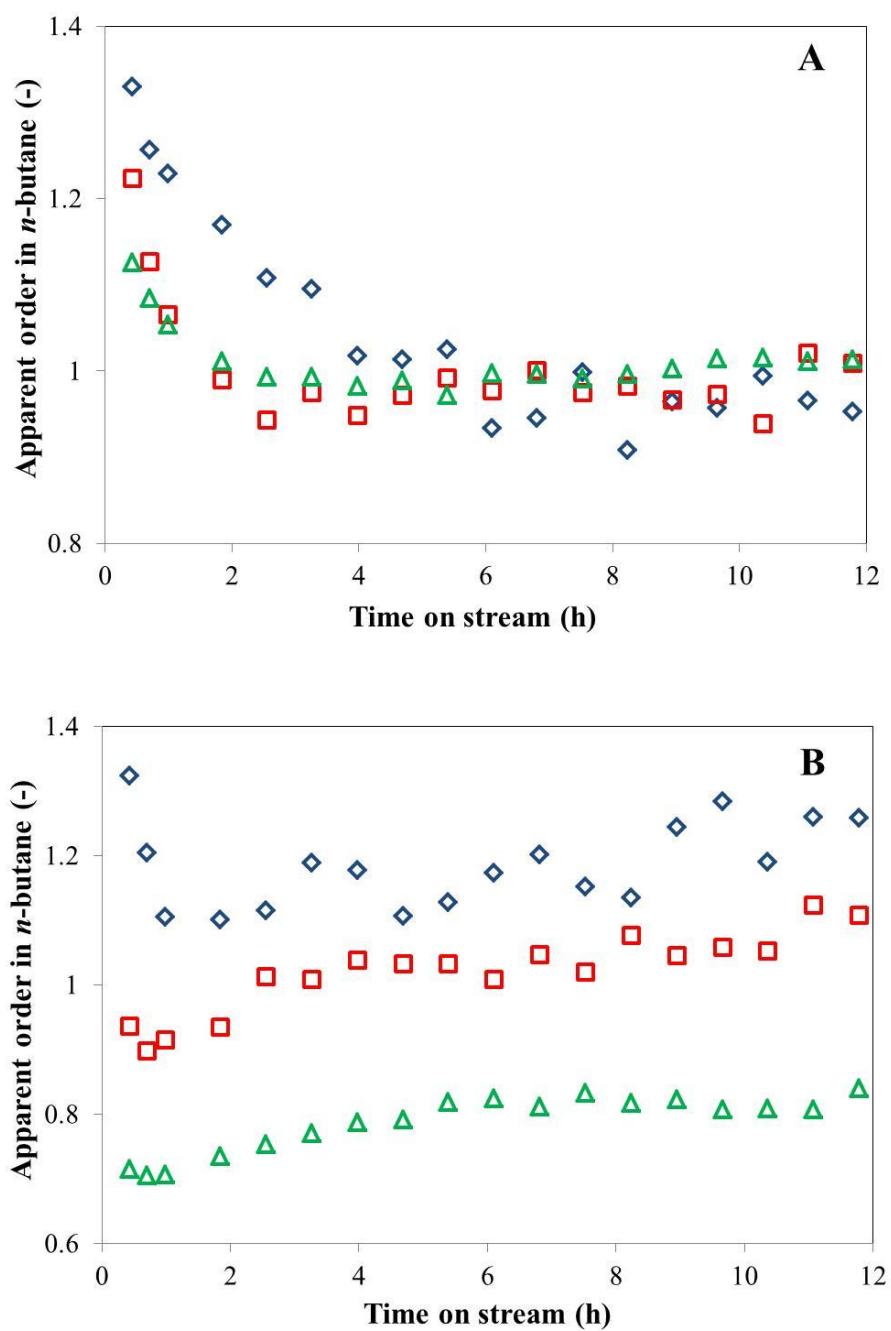 A
Apparent order in n-butane (-)
1.4
1.2
1
0.8
0 2 4 6 8 10 12
Time on stream (h)
B
Apparent order in n-butane (-)
1.4
1.2
1
0.8
0.6
0 2 4 6 8 10 12
Time on stream (h)